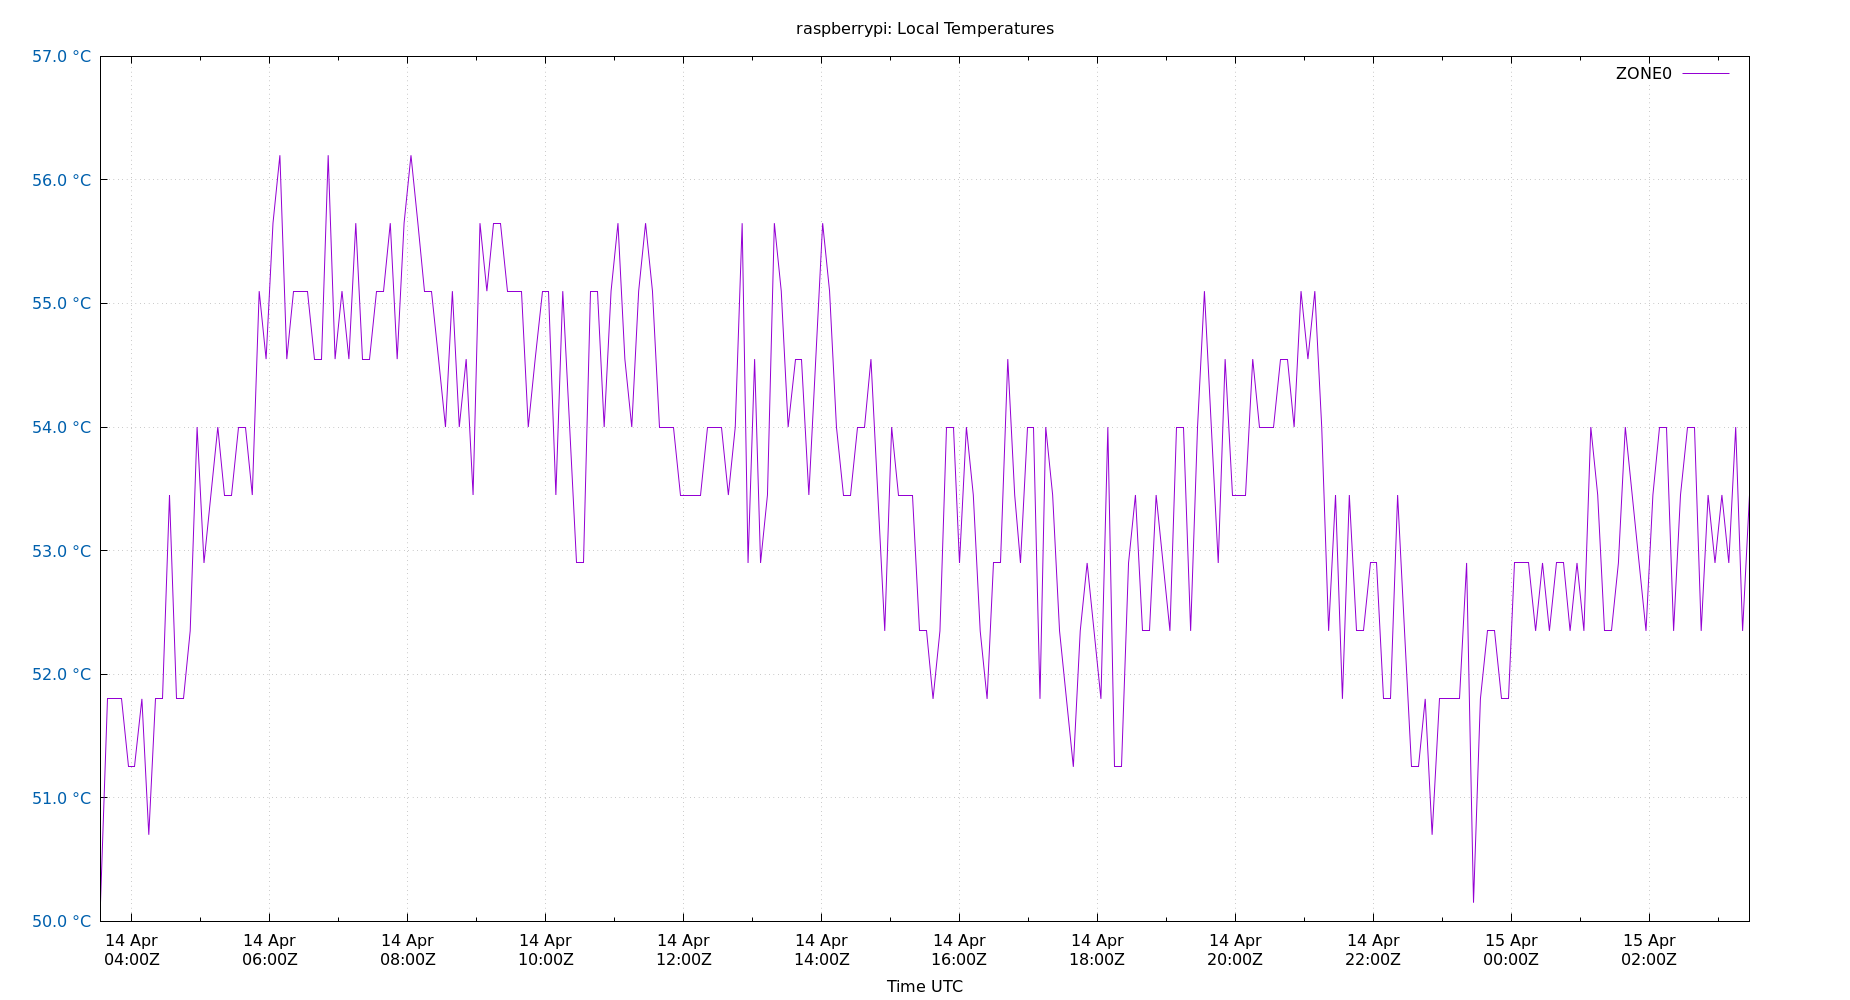 raspberrypi: Local Temperatures
57.0 °C
ZONE0
56.0 °C
55.0 °C
54.0 °C
53.0 °C
52.0 °C
51.0 °C
50.0 °C
14 Apr 14 Apr 14 Apr 14 Apr 14 Apr 14 Apr 14 Apr 14 Apr 14 Apr 14 Apr 15 Apr 15 Apr
04:00Z 06:00Z 08:00Z 10:00Z 12:00Z 14:00Z 16:00Z 18:00Z 20:00Z 22:00Z 00:00Z 02:00Z
Time UTC